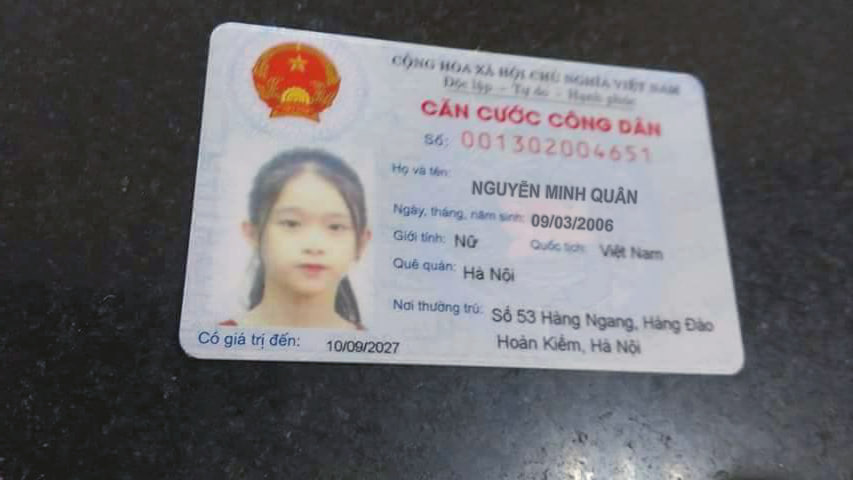 CỘNG HÒA XÃ HỘI CHỦ NGHĨA VIỆT NAM
Độc lập - Tự do - Hạnh phúc
CĂN CƯỚC CÔNG DÂN
Số: 001302004651
Họ và tên:
NGUYỄN MINH QUÂN
Ngày, tháng, năm sinh: 09/03/2006
Giới tính: Nữ Quốc tịch: Việt Nam
Quê quán: Hà Nội
Nơi thường trú: Số 53 Hàng Ngang, Hàng Đào
Hoàn Kiếm, Hà Nội
Có giá trị đến: 10/09/2027